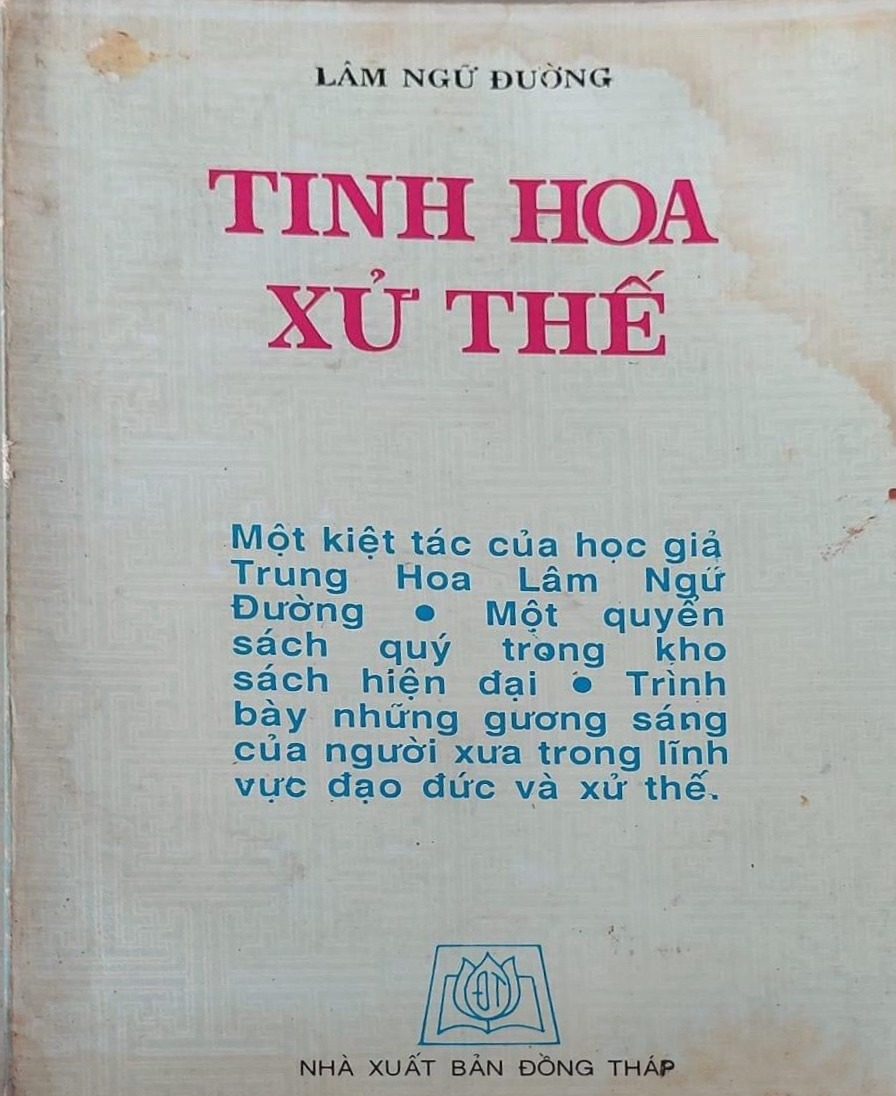 LÂM NGỮ ĐƯỜNG
TINH HOA
XỬ THẾ
Một kiệt tác của học giả
Trung Hoa Lâm Ngữ
Đường ● Một quyển
sách quý trong kho
sách hiện đại ● Trình
bày những gương sáng
của người xưa trong lĩnh
vực đạo đức và xử thế.
ĐT
NHÀ XUẤT BẢN ĐỒNG THÁP